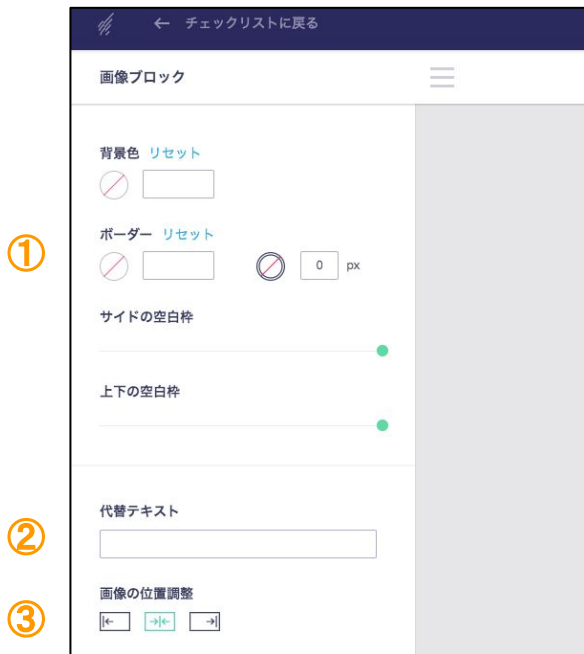 ← チェックリストに戻る
画像ブロック
背景色 リセット
①
ボーダー リセット
0 px
サイドの空白枠
上下の空白枠
②
代替テキスト
③
画像の位置調整